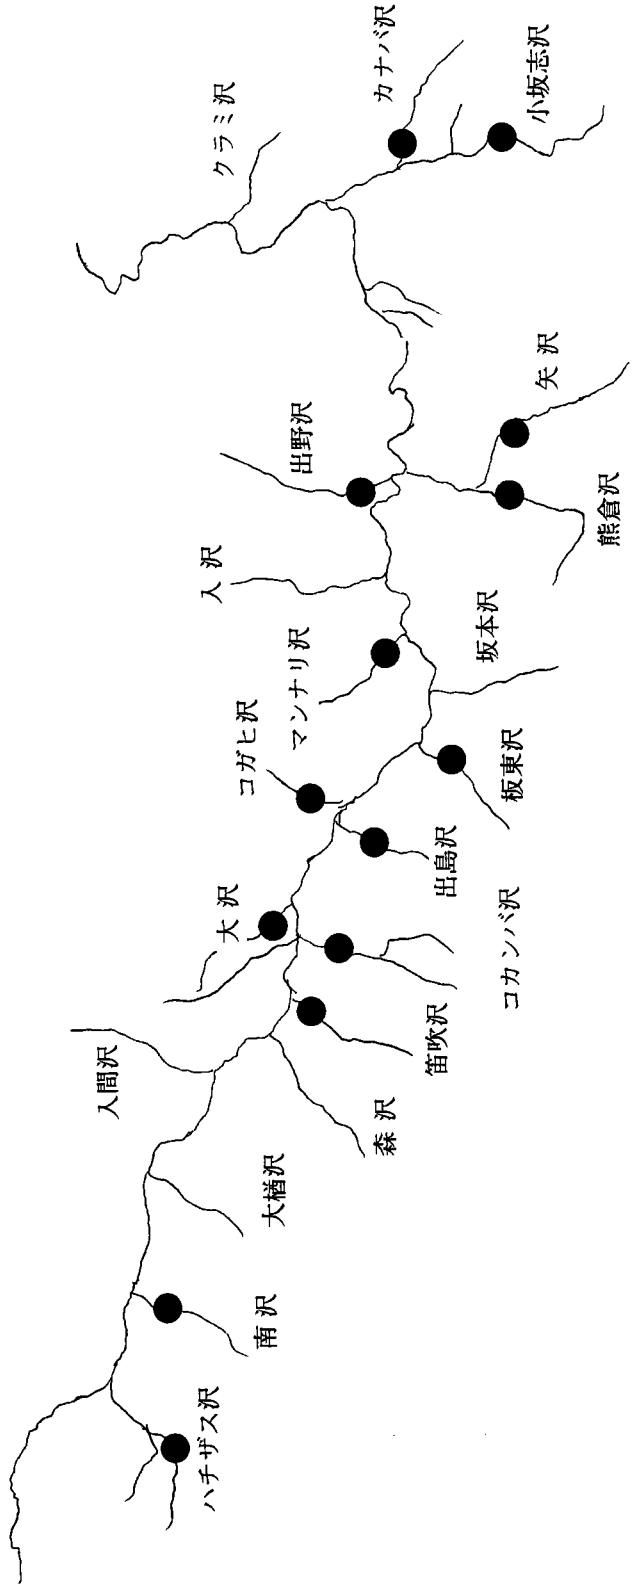 カナバ沢
小坂志沢
クラミ沢
矢沢
出野沢
熊倉沢
入沢
坂本沢
マンナリ沢
コガヒ沢
板東沢
出島沢
大沢
コカンバ沢
笛吹沢
入間沢
森沢
大楢沢
南沢
ハチザス沢